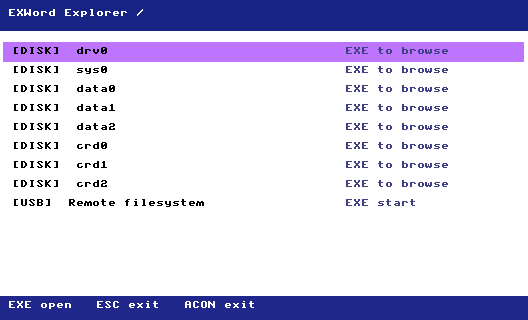 EXWord Explorer /
[DISK] drv0 EXE to browse
[DISK] sys0 EXE to browse
[DISK] data0 EXE to browse
[DISK] data1 EXE to browse
[DISK] data2 EXE to browse
[DISK] crd0 EXE to browse
[DISK] crd1 EXE to browse
[DISK] crd2 EXE to browse
[USB] Remote filesystem EXE start
EXE open ESC exit ACON exit